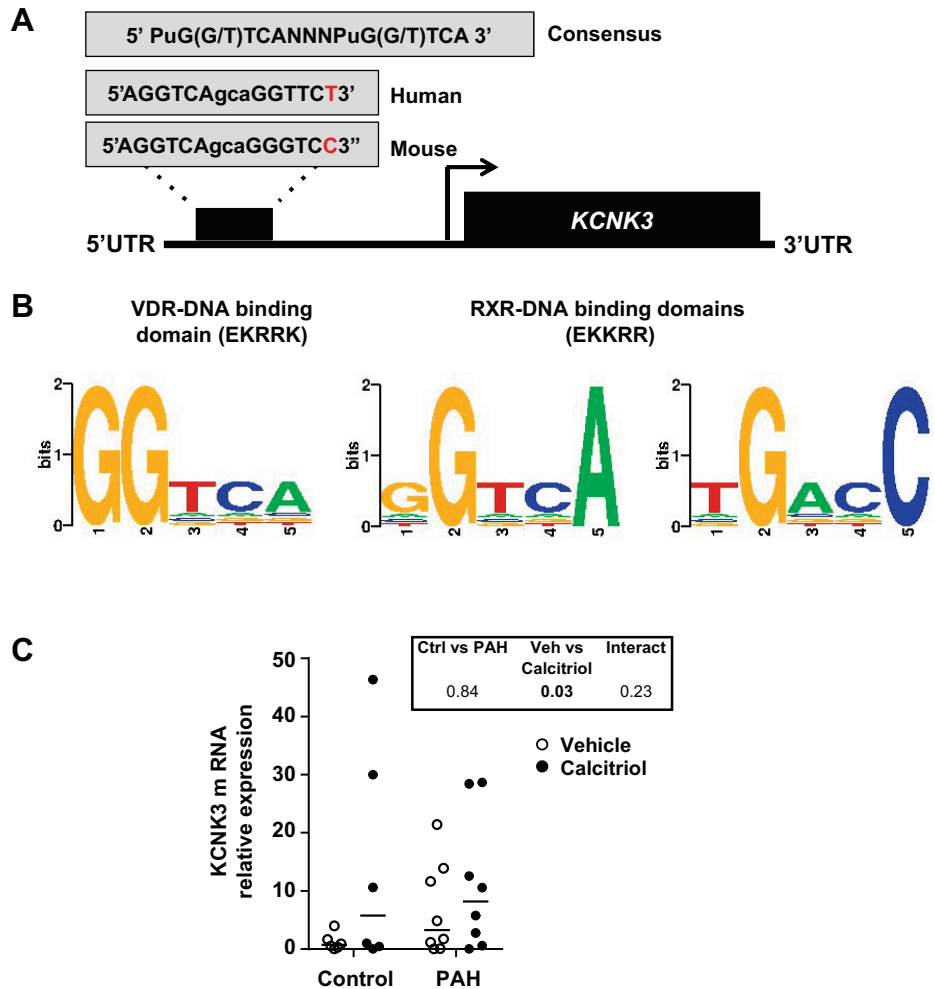 A
5' PuG(G/T)TCANNNPuG(G/T)TCA 3'
Consensus
5'AGGTCAgcaGGTTCT3'
Human
5'AGGTCAgcaGGGTCC3''
Mouse
KCNK3
5'UTR
3'UTR
B
VDR-DNA binding
domain (EKRRK)
RXR-DNA binding domains
(EKKRR)
2
1
0
bits
GGTCA
1 2 3 4 5
2
1
0
bits
GGTCA
1 2 3 4 5
2
1
0
bits
TGACC
1 2 3 4 5
C
Ctrl vs PAH
Veh vs
Calcitriol
Interact
0.84
0.03
0.23
Vehicle
Calcitriol
KCNK3 m RNA
relative expression
50
40
30
20
10
0
Control
PAH